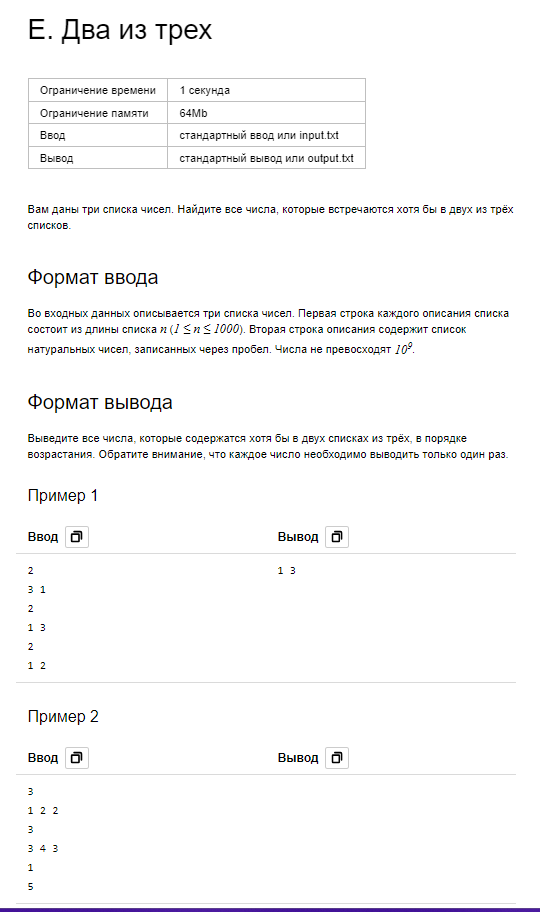 Е. Два из трех
Ограничение времени 1 секунда
Ограничение памяти 64Mb
Ввод стандартный ввод или input.txt
Вывод стандартный вывод или output.txt
Вам даны три списка чисел. Найдите все числа, которые встречаются хотя бы в двух из трёх
списков.
Формат ввода
Во входных данных описывается три списка чисел. Первая строка каждого описания списка
состоит из длины списка n (1 ≤ n ≤ 1000). Вторая строка описания содержит список
натуральных чисел, записанных через пробел. Числа не превосходят 10⁹.
Формат вывода
Выведите все числа, которые содержатся хотя бы в двух списках из трёх, в порядке
возрастания. Обратите внимание, что каждое число необходимо выводить только один раз.
Пример 1
Ввод Вывод
2 1 3
3 1
2
1 3
2
1 2
Пример 2
Ввод Вывод
3
1 2 2
3
3 4 3
1
5